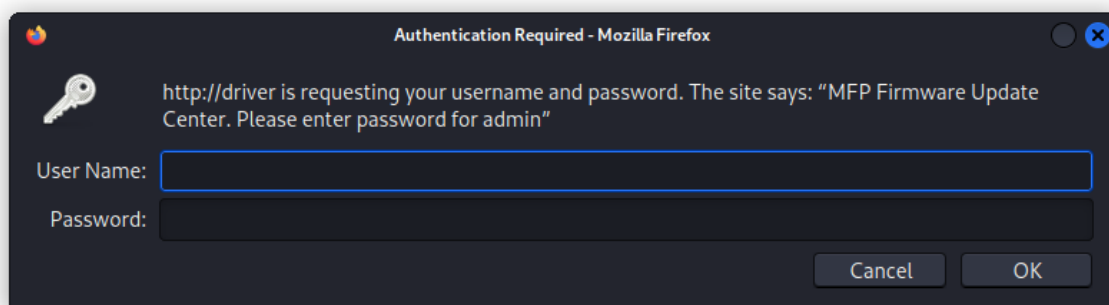 Authentication Required - Mozilla Firefox
http://driver is requesting your username and password. The site says: “MFP Firmware Update
Center. Please enter password for admin”
User Name:
Password:
Cancel OK